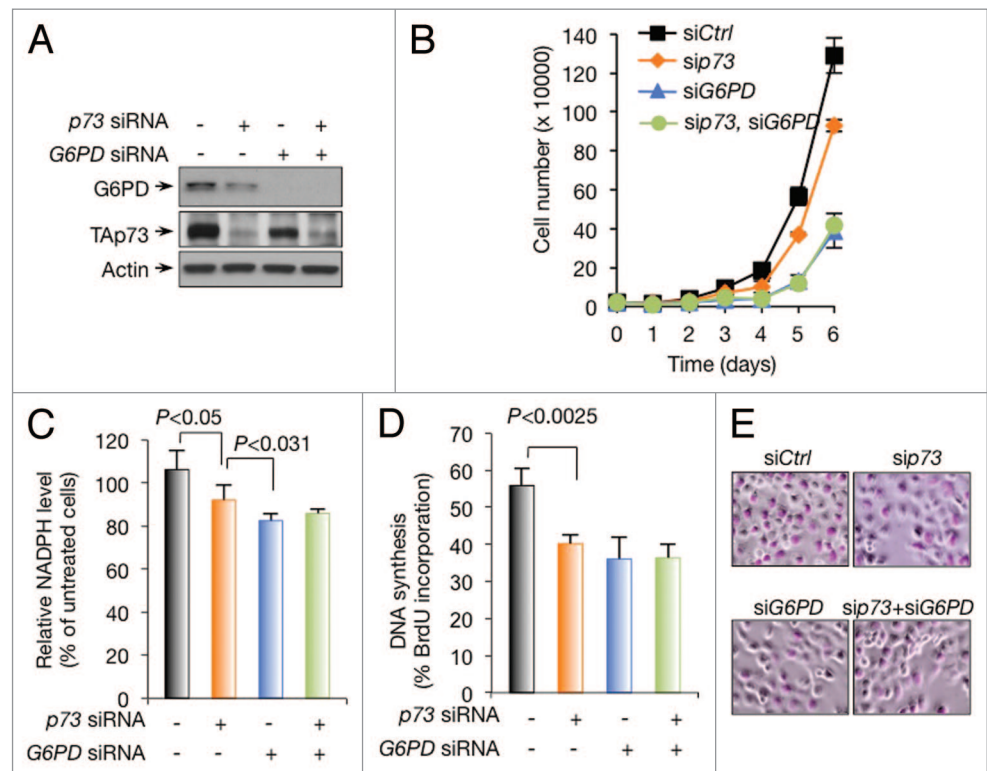 A
p73 siRNA - + - +
G6PD siRNA - - + +
G6PD
TAp73
Actin
B
siCtrl
sip73
siG6PD
sip73, siG6PD
Cell number (x 10000)
140
120
100
80
60
40
20
0
0 1 2 3 4 5 6
Time (days)
C
P<0.05
P<0.031
Relative NADPH level
(% of untreated cells)
120
100
80
60
40
20
0
p73 siRNA - + - +
G6PD siRNA - - + +
D
P<0.0025
DNA synthesis
(% BrdU incorporation)
70
60
50
40
30
20
10
0
p73 siRNA - + - +
G6PD siRNA - - + +
E
siCtrl
sip73
siG6PD
sip73+siG6PD